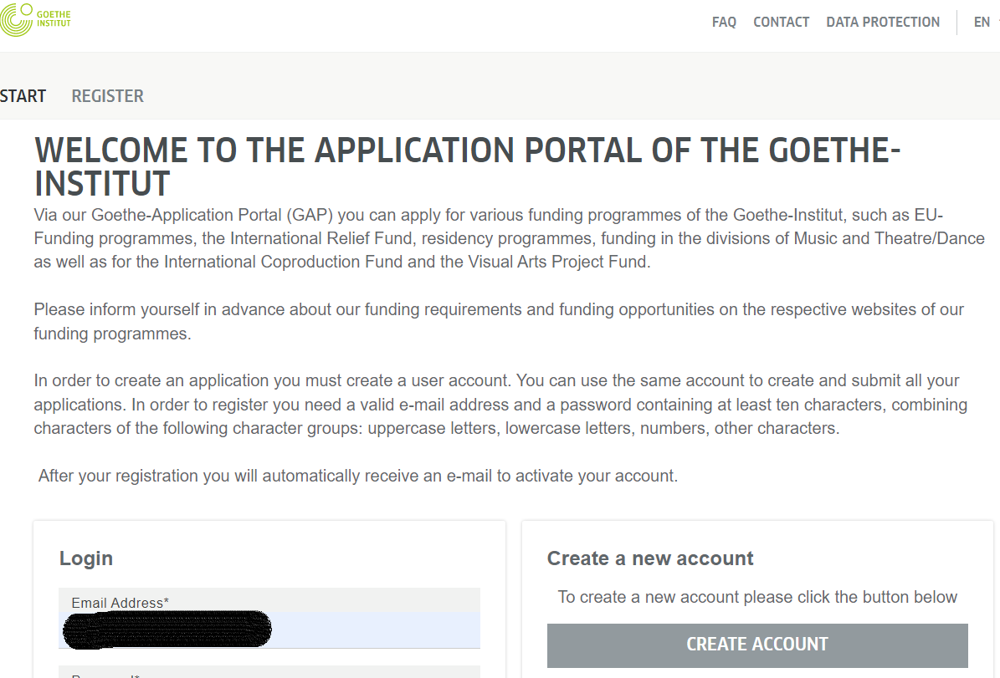 GOETHE
INSTITUT
FAQ CONTACT DATA PROTECTION EN
START REGISTER
WELCOME TO THE APPLICATION PORTAL OF THE GOETHE-
INSTITUT
Via our Goethe-Application Portal (GAP) you can apply for various funding programmes of the Goethe-Institut, such as EU-
Funding programmes, the International Relief Fund, residency programmes, funding in the divisions of Music and Theatre/Dance
as well as for the International Coproduction Fund and the Visual Arts Project Fund.
Please inform yourself in advance about our funding requirements and funding opportunities on the respective websites of our
funding programmes.
In order to create an application you must create a user account. You can use the same account to create and submit all your
applications. In order to register you need a valid e-mail address and a password containing at least ten characters, combining
characters of the following character groups: uppercase letters, lowercase letters, numbers, other characters.
After your registration you will automatically receive an e-mail to activate your account.
Login
Email Address*
Create a new account
To create a new account please click the button below
CREATE ACCOUNT